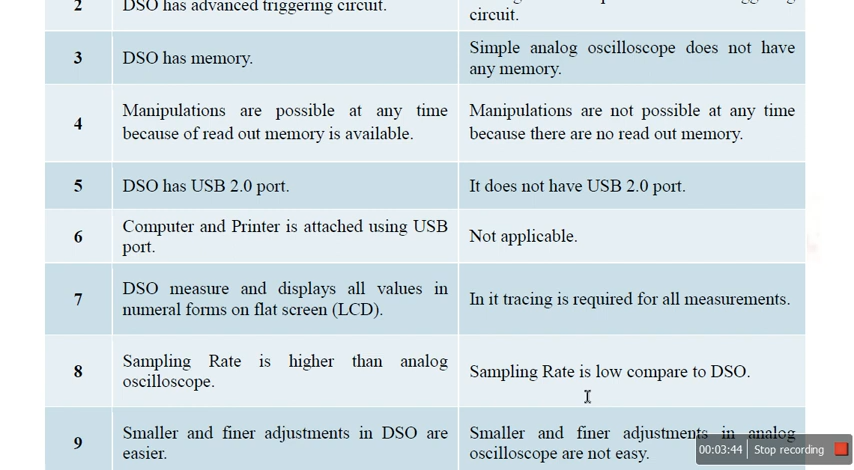 2
DSO has advanced triggering circuit.
circuit.
3
DSO has memory.
Simple analog oscilloscope does not have
any memory.
4
Manipulations are possible at any time
because of read out memory is available.
Manipulations are not possible at any time
because there are no read out memory.
5
DSO has USB 2.0 port.
It does not have USB 2.0 port.
6
Computer and Printer is attached using USB
port.
Not applicable.
7
DSO measure and displays all values in
numeral forms on flat screen (LCD).
In it tracing is required for all measurements.
8
Sampling Rate is higher than analog
oscilloscope.
Sampling Rate is low compare to DSO.
9
Smaller and finer adjustments in DSO are
easier.
Smaller and finer adjustments in analog
oscilloscope are not easy.
00:03:44 Stop recording